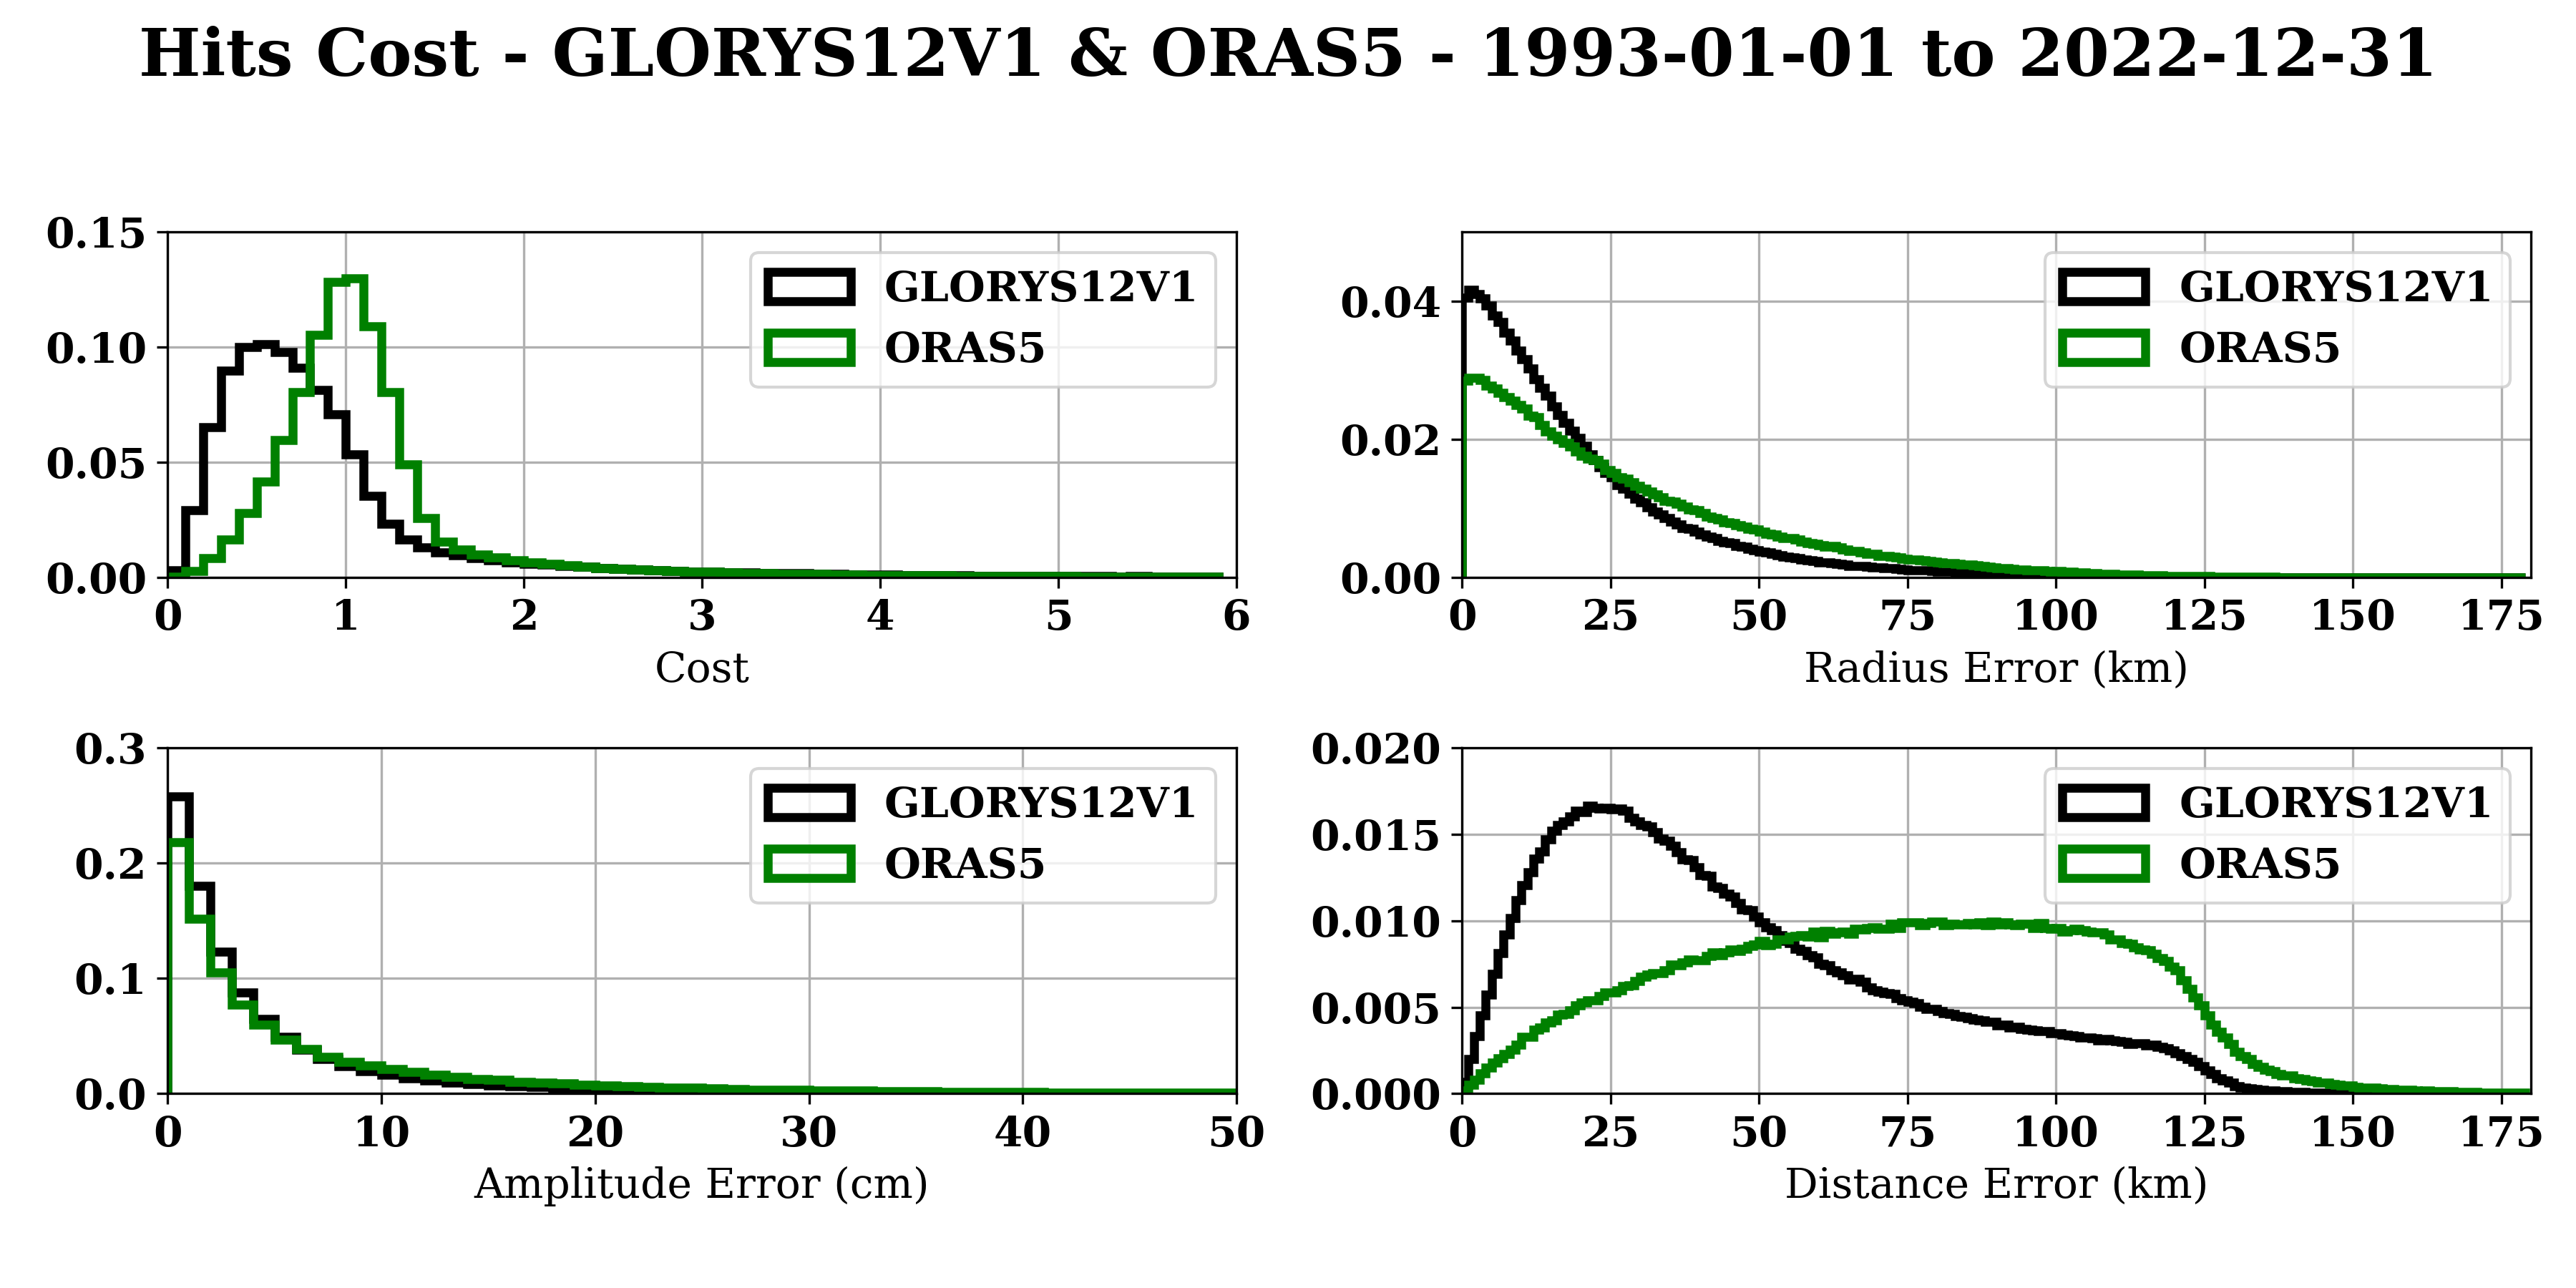 Hits Cost - GLORYS12V1 & ORAS5 - 1993-01-01 to 2022-12-31
0.15
0.10
0.05
0.00
0 1 2 3 4 5 6
Cost
GLORYS12V1
ORAS5
0.04
0.02
0.00
0 25 50 75 100 125 150 175
Radius Error (km)
GLORYS12V1
ORAS5
0.3
0.2
0.1
0.0
0 10 20 30 40 50
Amplitude Error (cm)
GLORYS12V1
ORAS5
0.020
0.015
0.010
0.005
0.000
0 25 50 75 100 125 150 175
Distance Error (km)
GLORYS12V1
ORAS5